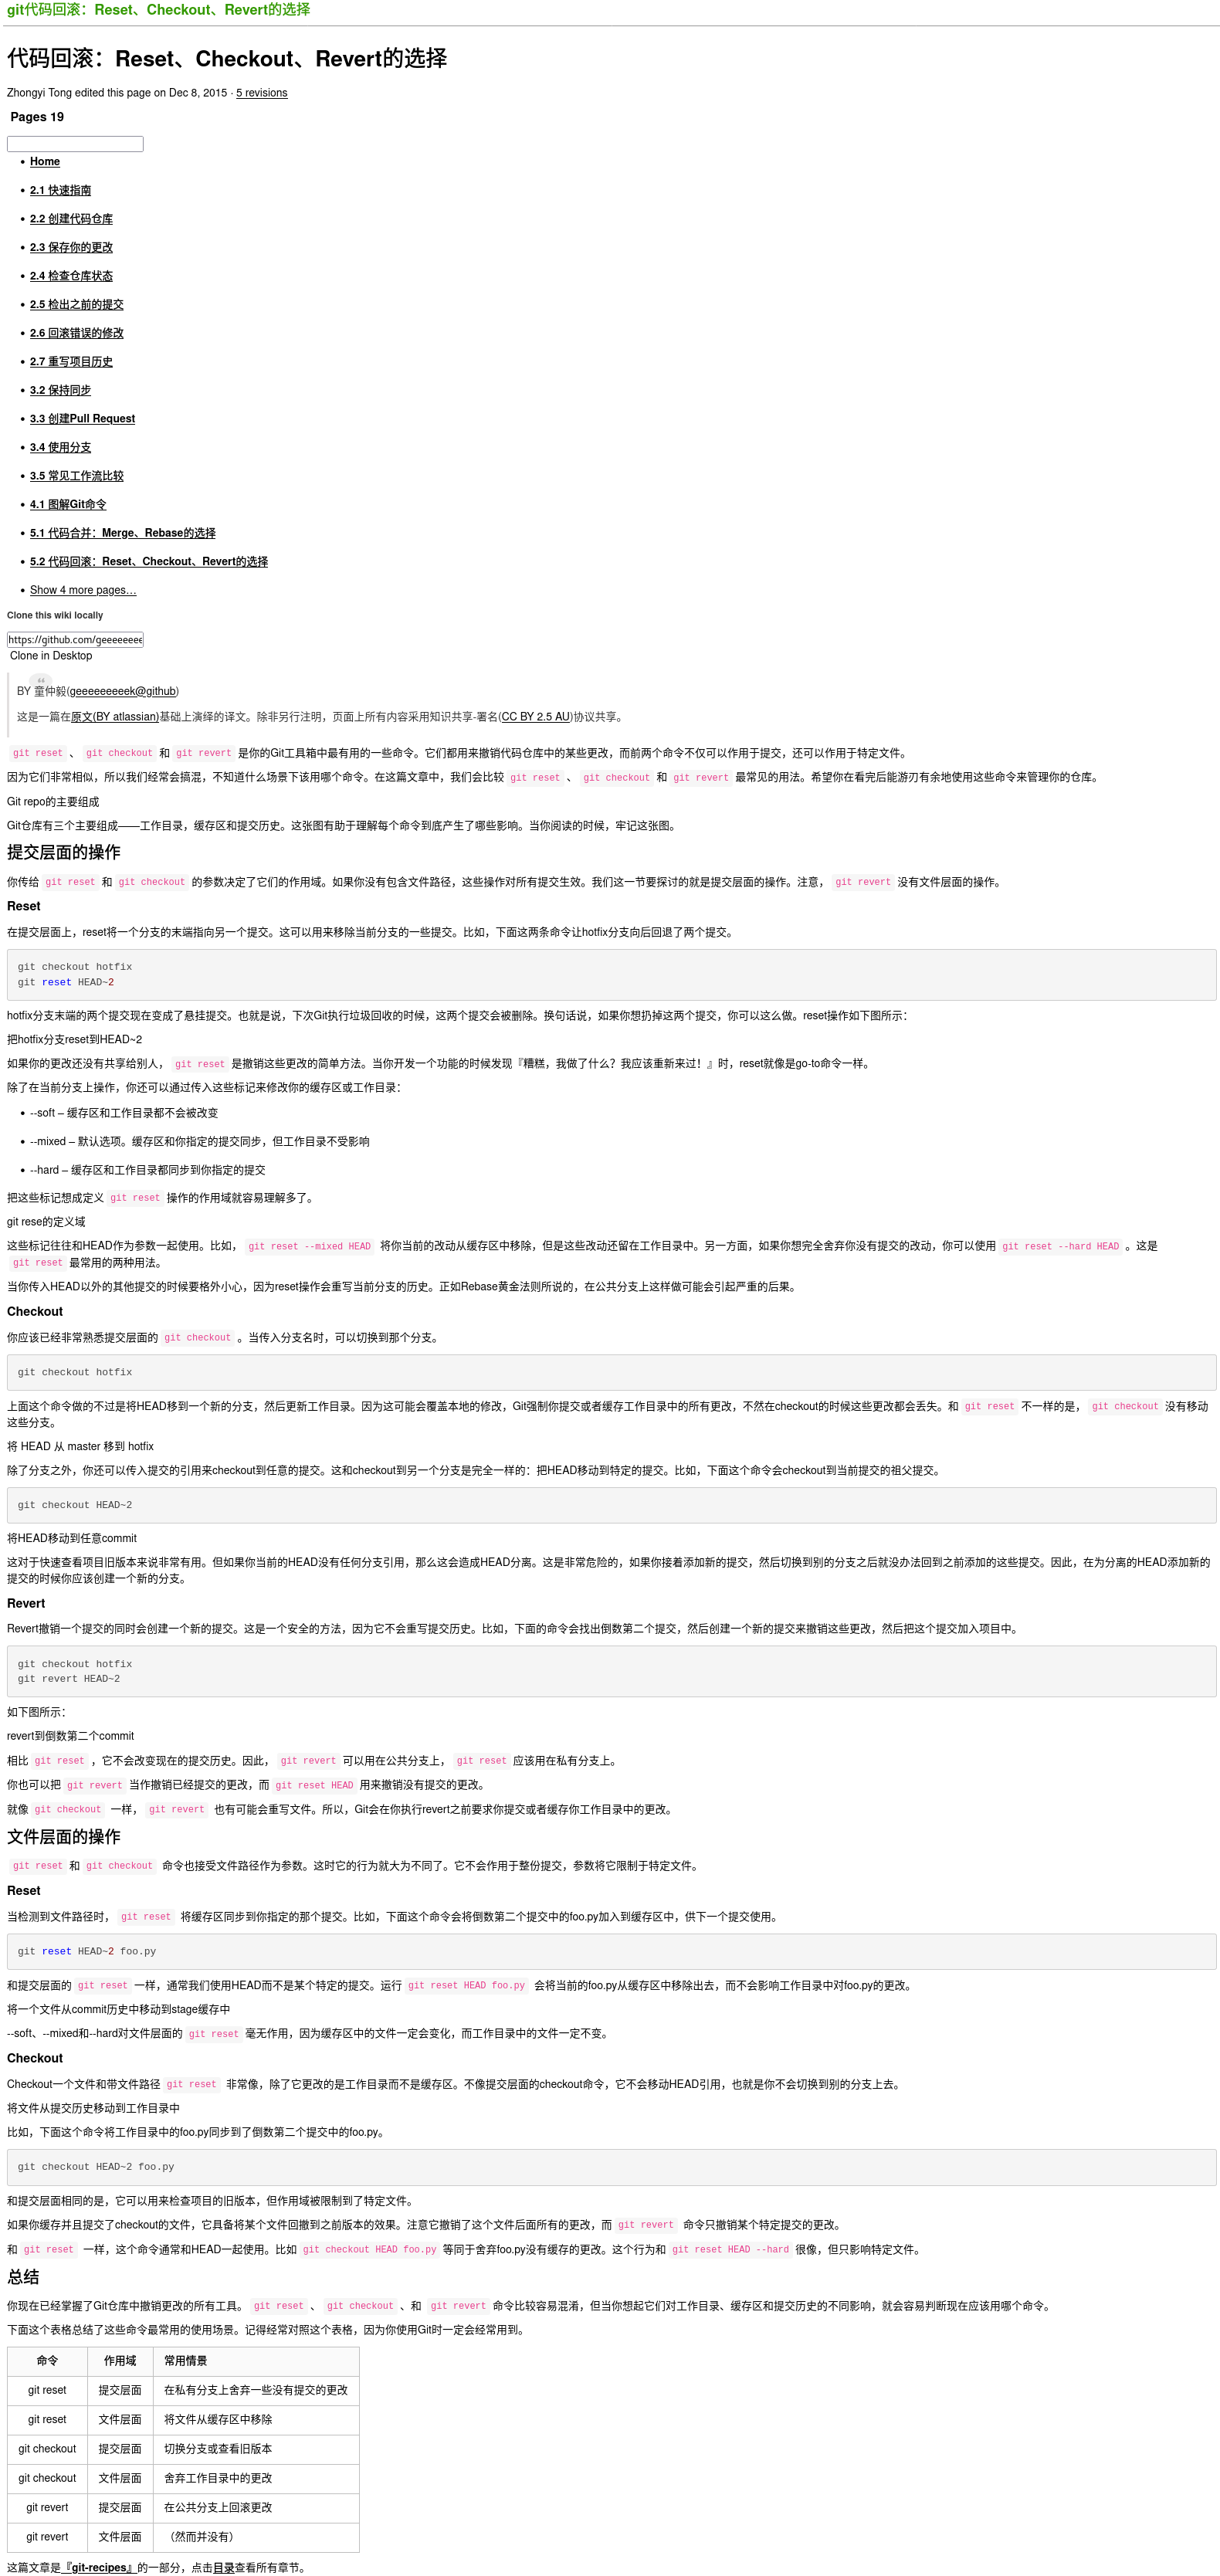 git代码回滚：Reset、Checkout、Revert的选择
代码回滚：Reset、Checkout、Revert的选择
Zhongyi Tong edited this page on Dec 8, 2015 · 5 revisions
Pages 19
Home
2.1 快速指南
2.2 创建代码仓库
2.3 保存你的更改
2.4 检查仓库状态
2.5 检出之前的提交
2.6 回滚错误的修改
2.7 重写项目历史
3.2 保持同步
3.3 创建Pull Request
3.4 使用分支
3.5 常见工作流比较
4.1 图解Git命令
5.1 代码合并：Merge、Rebase的选择
5.2 代码回滚：Reset、Checkout、Revert的选择
Show 4 more pages…
Clone this wiki locally
https://github.com/geeeeeeee
Clone in Desktop
BY 童仲毅(geeeeeeeeek@github)
这是一篇在原文(BY atlassian)基础上演绎的译文。除非另行注明，页面上所有内容采用知识共享-署名(CC BY 2.5 AU)协议共享。
git reset 、 git checkout 和 git revert 是你的Git工具箱中最有用的一些命令。它们都用来撤销代码仓库中的某些更改，而前两个命令不仅可以作用于提交，还可以作用于特定文件。
因为它们非常相似，所以我们经常会搞混，不知道什么场景下该用哪个命令。在这篇文章中，我们会比较 git reset 、 git checkout 和 git revert 最常见的用法。希望你在看完后能游刃有余地使用这些命令来管理你的仓库。
Git repo的主要组成
Git仓库有三个主要组成——工作目录，缓存区和提交历史。这张图有助于理解每个命令到底产生了哪些影响。当你阅读的时候，牢记这张图。
提交层面的操作
你传给 git reset 和 git checkout 的参数决定了它们的作用域。如果你没有包含文件路径，这些操作对所有提交生效。我们这一节要探讨的就是提交层面的操作。注意， git revert 没有文件层面的操作。
Reset
在提交层面上，reset将一个分支的末端指向另一个提交。这可以用来移除当前分支的一些提交。比如，下面这两条命令让hotfix分支向后回退了两个提交。
git checkout hotfix
git reset HEAD~2
hotfix分支末端的两个提交现在变成了悬挂提交。也就是说，下次Git执行垃圾回收的时候，这两个提交会被删除。换句话说，如果你想扔掉这两个提交，你可以这么做。reset操作如下图所示：
把hotfix分支reset到HEAD~2
如果你的更改还没有共享给别人， git reset 是撤销这些更改的简单方法。当你开发一个功能的时候发现『糟糕，我做了什么？我应该重新来过！』时，reset就像是go-to命令一样。
除了在当前分支上操作，你还可以通过传入这些标记来修改你的缓存区或工作目录：
--soft – 缓存区和工作目录都不会被改变
--mixed – 默认选项。缓存区和你指定的提交同步，但工作目录不受影响
--hard – 缓存区和工作目录都同步到你指定的提交
把这些标记想成定义 git reset 操作的作用域就容易理解多了。
git rese的定义域
这些标记往往和HEAD作为参数一起使用。比如， git reset --mixed HEAD 将你当前的改动从缓存区中移除，但是这些改动还留在工作目录中。另一方面，如果你想完全舍弃你没有提交的改动，你可以使用 git reset --hard HEAD 。这是
git reset 最常用的两种用法。
当你传入HEAD以外的其他提交的时候要格外小心，因为reset操作会重写当前分支的历史。正如Rebase黄金法则所说的，在公共分支上这样做可能会引起严重的后果。
Checkout
你应该已经非常熟悉提交层面的 git checkout 。当传入分支名时，可以切换到那个分支。
git checkout hotfix
上面这个命令做的不过是将HEAD移到一个新的分支，然后更新工作目录。因为这可能会覆盖本地的修改，Git强制你提交或者缓存工作目录中的所有更改，不然在checkout的时候这些更改都会丢失。和 git reset 不一样的是， git checkout 没有移动
这些分支。
将 HEAD 从 master 移到 hotfix
除了分支之外，你还可以传入提交的引用来checkout到任意的提交。这和checkout到另一个分支是完全一样的：把HEAD移动到特定的提交。比如，下面这个命令会checkout到当前提交的祖父提交。
git checkout HEAD~2
将HEAD移动到任意commit
这对于快速查看项目旧版本来说非常有用。但如果你当前的HEAD没有任何分支引用，那么这会造成HEAD分离。这是非常危险的，如果你接着添加新的提交，然后切换到别的分支之后就没办法回到之前添加的这些提交。因此，在为分离的HEAD添加新的
提交的时候你应该创建一个新的分支。
Revert
Revert撤销一个提交的同时会创建一个新的提交。这是一个安全的方法，因为它不会重写提交历史。比如，下面的命令会找出倒数第二个提交，然后创建一个新的提交来撤销这些更改，然后把这个提交加入项目中。
git checkout hotfix
git revert HEAD~2
如下图所示：
revert到倒数第二个commit
相比 git reset ，它不会改变现在的提交历史。因此， git revert 可以用在公共分支上， git reset 应该用在私有分支上。
你也可以把 git revert 当作撤销已经提交的更改，而 git reset HEAD 用来撤销没有提交的更改。
就像 git checkout 一样， git revert 也有可能会重写文件。所以，Git会在你执行revert之前要求你提交或者缓存你工作目录中的更改。
文件层面的操作
git reset 和 git checkout 命令也接受文件路径作为参数。这时它的行为就大为不同了。它不会作用于整份提交，参数将它限制于特定文件。
Reset
当检测到文件路径时， git reset 将缓存区同步到你指定的那个提交。比如，下面这个命令会将倒数第二个提交中的foo.py加入到缓存区中，供下一个提交使用。
git reset HEAD~2 foo.py
和提交层面的 git reset 一样，通常我们使用HEAD而不是某个特定的提交。运行 git reset HEAD foo.py 会将当前的foo.py从缓存区中移除出去，而不会影响工作目录中对foo.py的更改。
将一个文件从commit历史中移动到stage缓存中
--soft、--mixed和--hard对文件层面的 git reset 毫无作用，因为缓存区中的文件一定会变化，而工作目录中的文件一定不变。
Checkout
Checkout一个文件和带文件路径 git reset 非常像，除了它更改的是工作目录而不是缓存区。不像提交层面的checkout命令，它不会移动HEAD引用，也就是你不会切换到别的分支上去。
将文件从提交历史移动到工作目录中
比如，下面这个命令将工作目录中的foo.py同步到了倒数第二个提交中的foo.py。
git checkout HEAD~2 foo.py
和提交层面相同的是，它可以用来检查项目的旧版本，但作用域被限制到了特定文件。
如果你缓存并且提交了checkout的文件，它具备将某个文件回撤到之前版本的效果。注意它撤销了这个文件后面所有的更改，而 git revert 命令只撤销某个特定提交的更改。
和 git reset 一样，这个命令通常和HEAD一起使用。比如 git checkout HEAD foo.py 等同于舍弃foo.py没有缓存的更改。这个行为和 git reset HEAD --hard 很像，但只影响特定文件。
总结
你现在已经掌握了Git仓库中撤销更改的所有工具。 git reset 、 git checkout 、和 git revert 命令比较容易混淆，但当你想起它们对工作目录、缓存区和提交历史的不同影响，就会容易判断现在应该用哪个命令。
下面这个表格总结了这些命令最常用的使用场景。记得经常对照这个表格，因为你使用Git时一定会经常用到。
命令 作用域 常用情景
git reset 提交层面 在私有分支上舍弃一些没有提交的更改
git reset 文件层面 将文件从缓存区中移除
git checkout 提交层面 切换分支或查看旧版本
git checkout 文件层面 舍弃工作目录中的更改
git revert 提交层面 在公共分支上回滚更改
git revert 文件层面 （然而并没有）
这篇文章是『git-recipes』的一部分，点击目录查看所有章节。